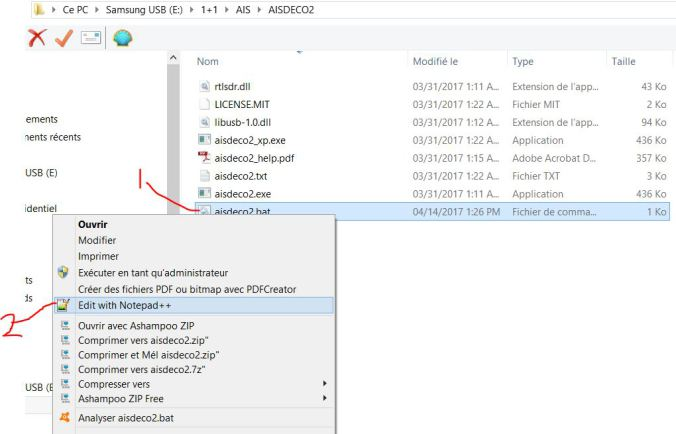 Ce PC > Samsung USB (E:) > 1+1 > AIS > AISDECO2
Nom Modifié le Type Taille
rtlsdr.dll 03/31/2017 1:11 A... Extension de l'app... 43 Ko
LICENSE.MIT 03/31/2017 1:22 A... Fichier MIT 2 Ko
libusb-1.0.dll 03/31/2017 1:11 A... Extension de l'app... 94 Ko
ements
aisdeco2_xp.exe 03/31/2017 1:22 A... Application 436 Ko
nents récents
aisdeco2_help.pdf 03/31/2017 1:15 A... Adobe Acrobat D... 357 Ko
USB (E)
aisdeco2.txt 03/31/2017 1:22 A... Fichier TXT 3 Ko
1
aisdeco2.exe 03/31/2017 1:11 A... Application 436 Ko
identiel
aisdeco2.bat 04/14/2017 1:26 PM Fichier de comma... 1 Ko
Ouvrir
Modifier
Imprimer
Exécuter en tant qu'administrateur
ts
Créer des fichiers PDF ou bitmap avec PDFCreator
ds
2
Edit with Notepad++
Ouvrir avec Ashampoo ZIP
Comprimer vers aisdeco2.zip"
Comprimer et Mél aisdeco2.zip"
Comprimer vers aisdeco2.7z"
USB (E
Compresser vers
Ashampoo ZIP Free
Analyser aisdeco2.bat